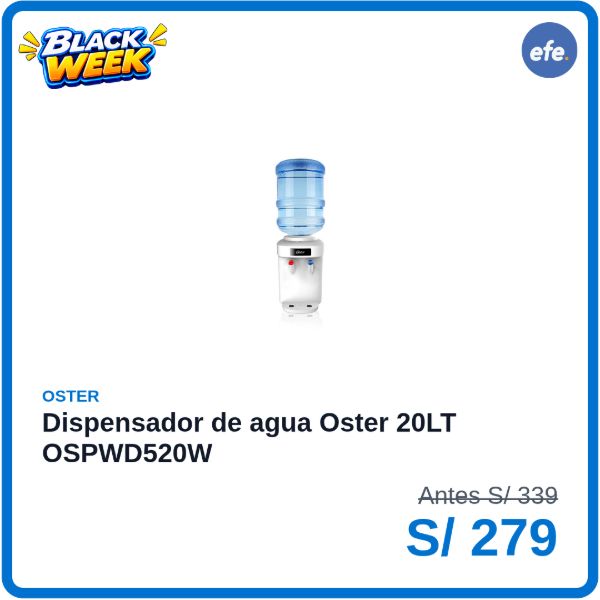 BLACK
WEEK
efe.
OSTER
Dispensador de agua Oster 20LT
OSPWD520W
Antes S/ 339
S/ 279